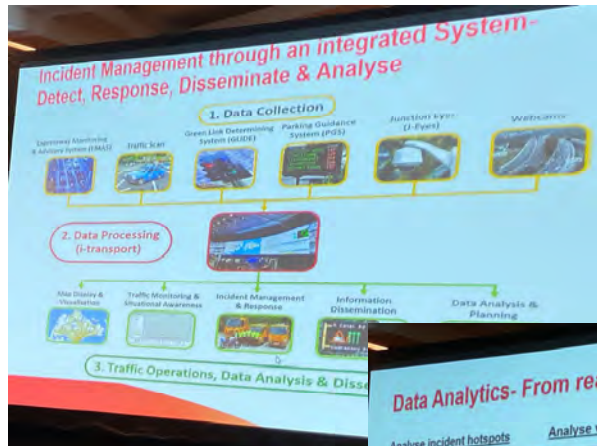 Incident Management through an integrated System-
Detect, Response, Disseminate & Analyse
1. Data Collection
Expressway Monitoring
& Advisory System (EMAS)
Traffic Scan
Green Link Determining
System (GLIDE)
Parking Guidance
System (PGS)
Junction Eyes
(J-Eyes)
Webcams
2. Data Processing
(i-transport)
Map Display &
Visualisation
Traffic Monitoring &
Situational Awareness
Incident Management
& Response
Information
Dissemination
Data Analysis &
Planning
3. Traffic Operations, Data Analysis & Disse
Data Analytics- From rea
Analyse incident hotspots
Analyse